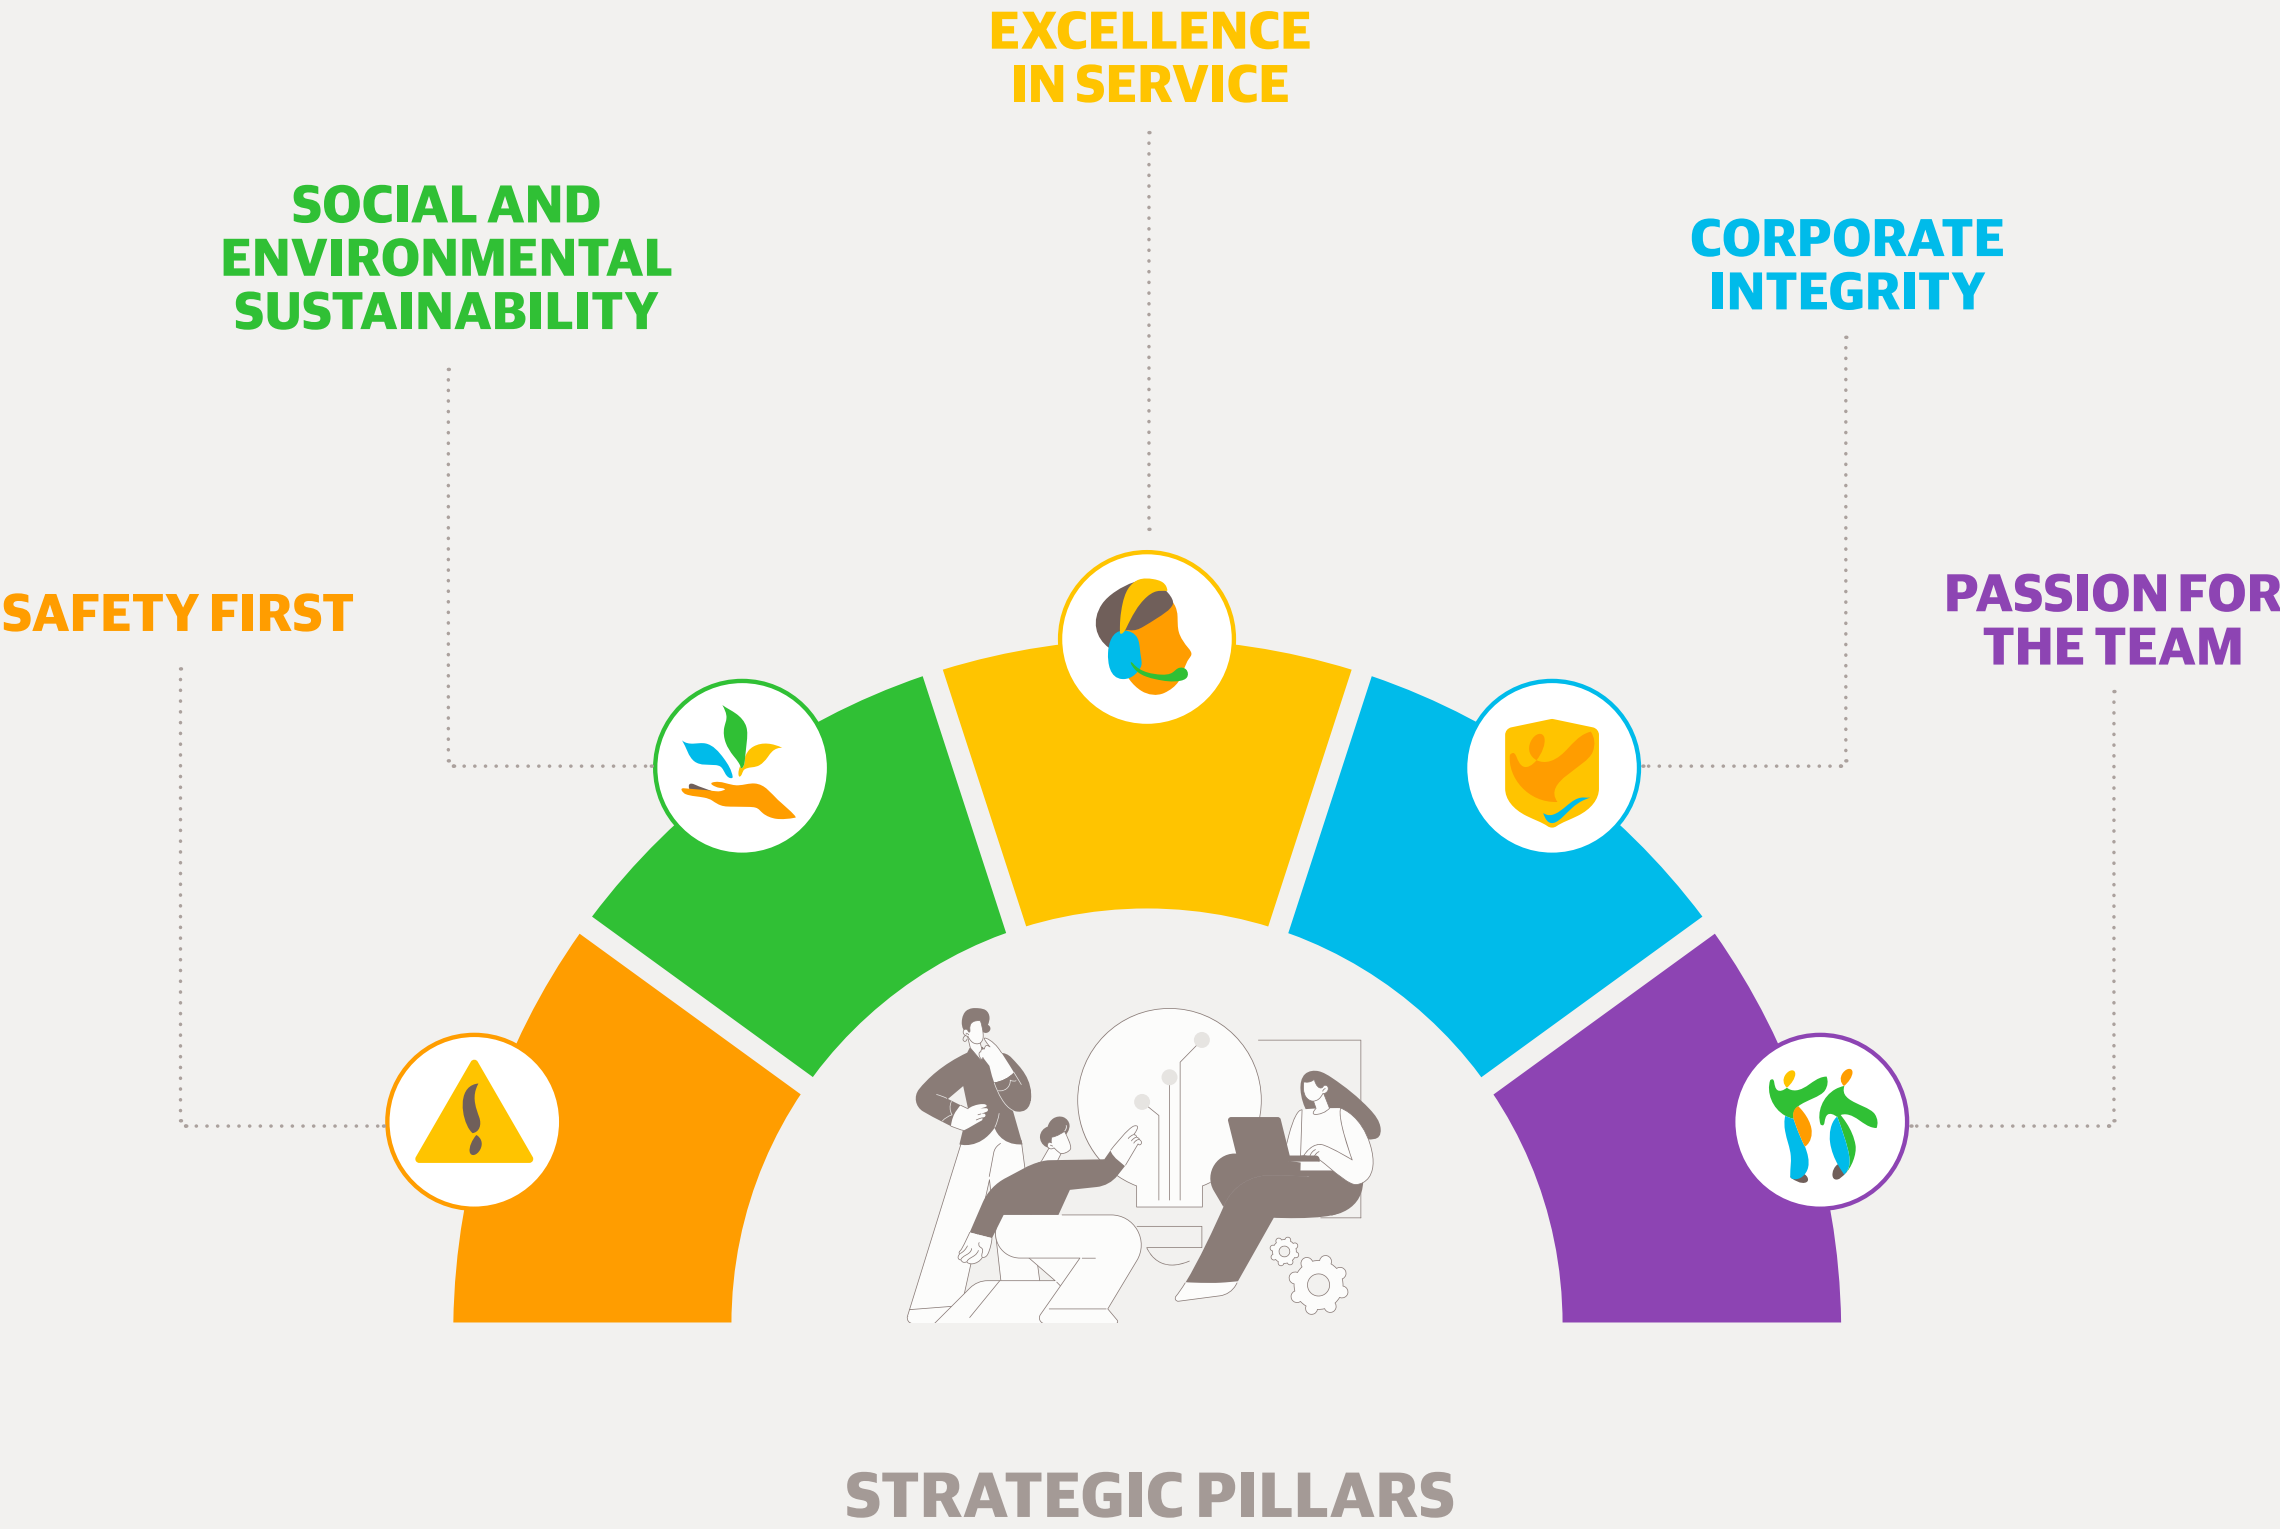 EXCELLENCE
IN SERVICE
SOCIAL AND
ENVIRONMENTAL
SUSTAINABILITY
CORPORATE
INTEGRITY
SAFETY FIRST
PASSION FOR
THE TEAM
STRATEGIC PILLARS